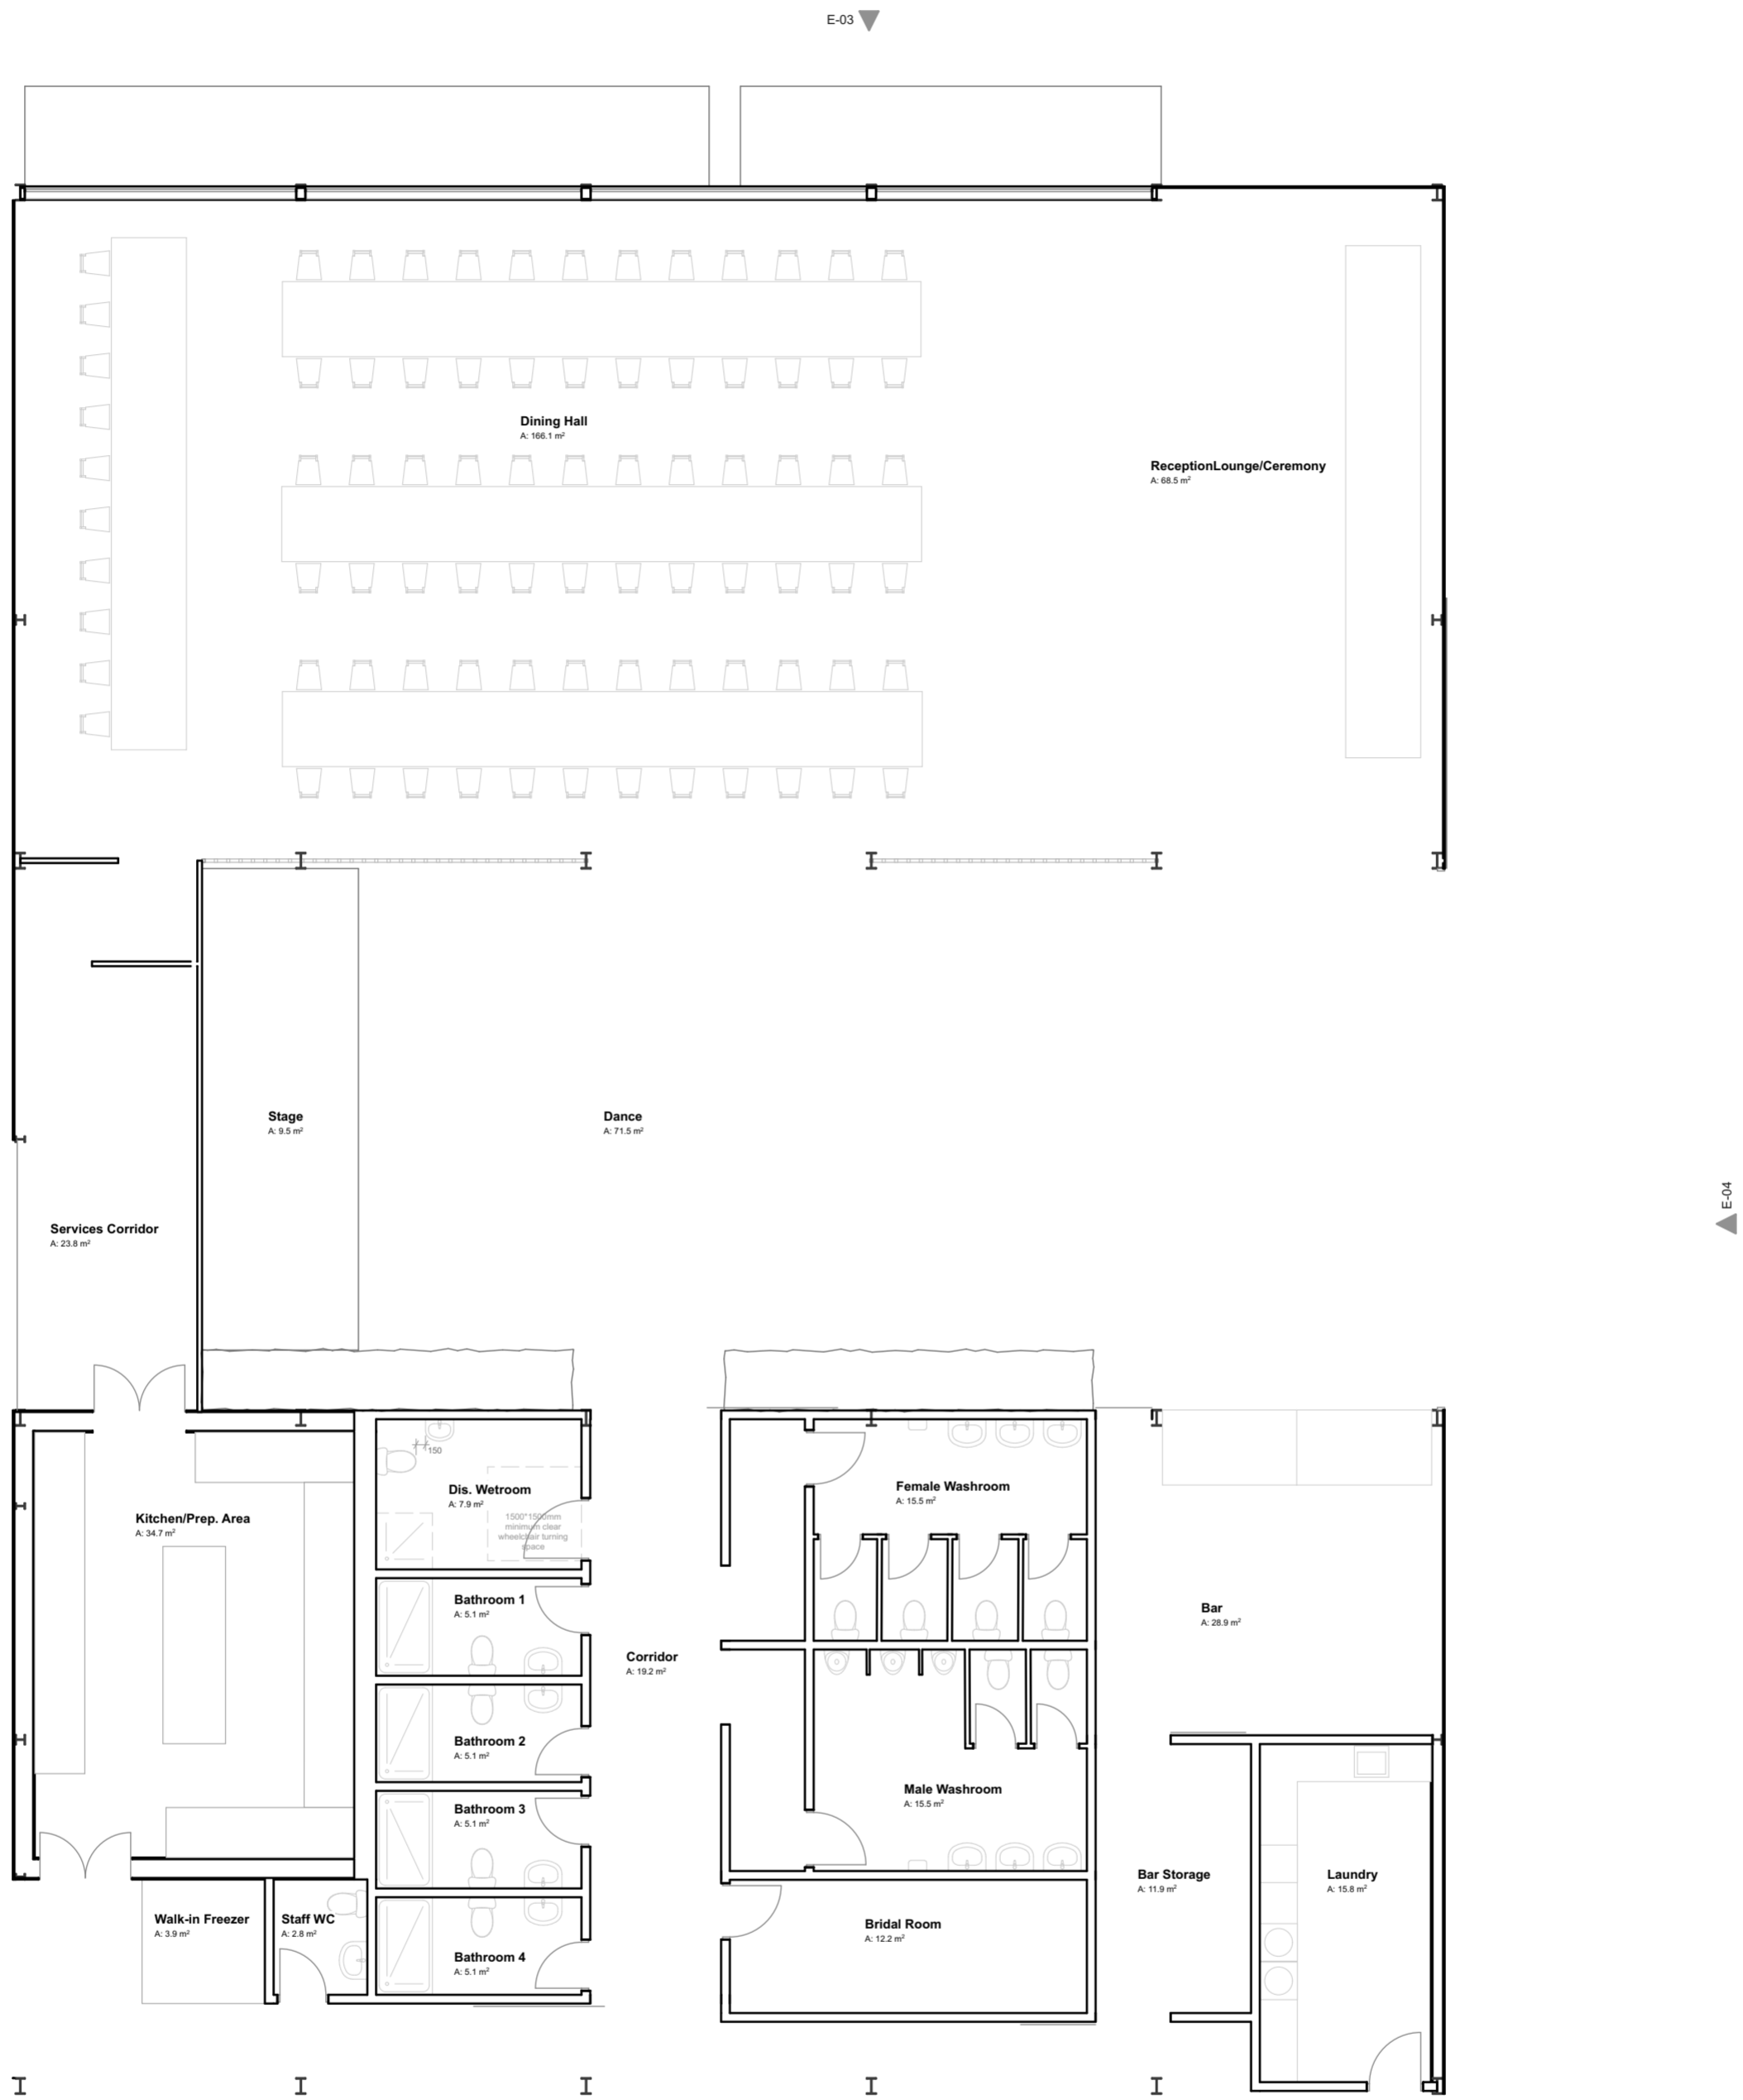 E-03
Dining Hall
A: 166.1 m²
ReceptionLounge/Ceremony
A: 68.5 m²
Stage
A: 9.5 m²
Dance
A: 71.5 m²
E-04
Services Corridor
A: 23.8 m²
150
Dis. Wetroom
A: 7.9 m²
1500*1500mm
minimum clear
wheelchair turning
space
Female Washroom
A: 15.5 m²
Kitchen/Prep. Area
A: 34.7 m²
Bathroom 1
A: 5.1 m²
Bar
A: 28.9 m²
Corridor
A: 19.2 m²
Bathroom 2
A: 5.1 m²
Male Washroom
A: 15.5 m²
Bathroom 3
A: 5.1 m²
Bar Storage
A: 11.9 m²
Laundry
A: 15.8 m²
Walk-in Freezer
A: 3.9 m²
Staff WC
A: 2.8 m²
Bridal Room
A: 12.2 m²
Bathroom 4
A: 5.1 m²